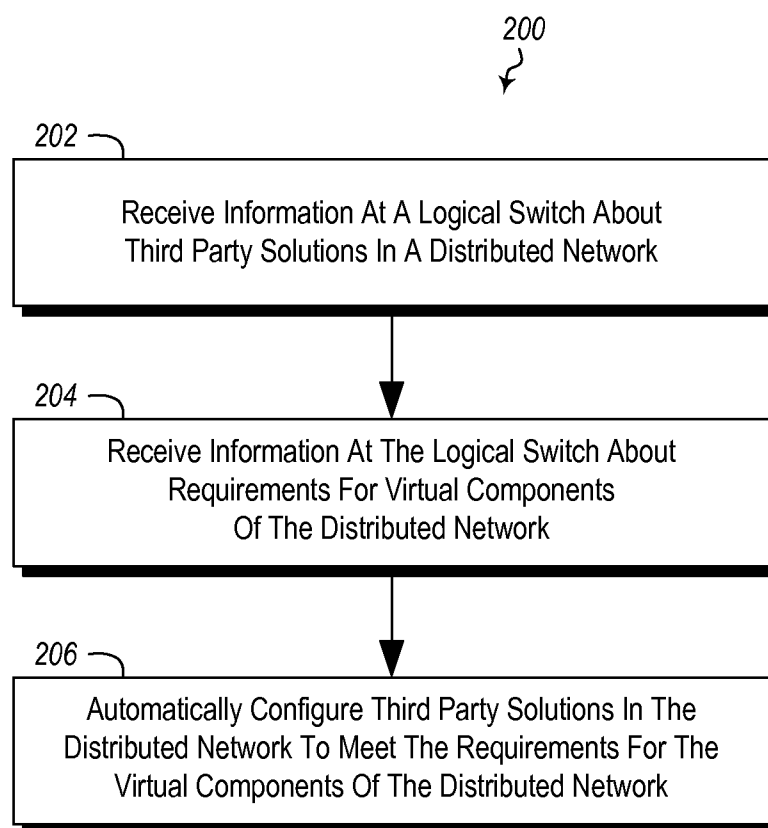 200
202
Receive Information At A Logical Switch About
Third Party Solutions In A Distributed Network
204
Receive Information At The Logical Switch About
Requirements For Virtual Components
Of The Distributed Network
206
Automatically Configure Third Party Solutions In The
Distributed Network To Meet The Requirements For The
Virtual Components Of The Distributed Network